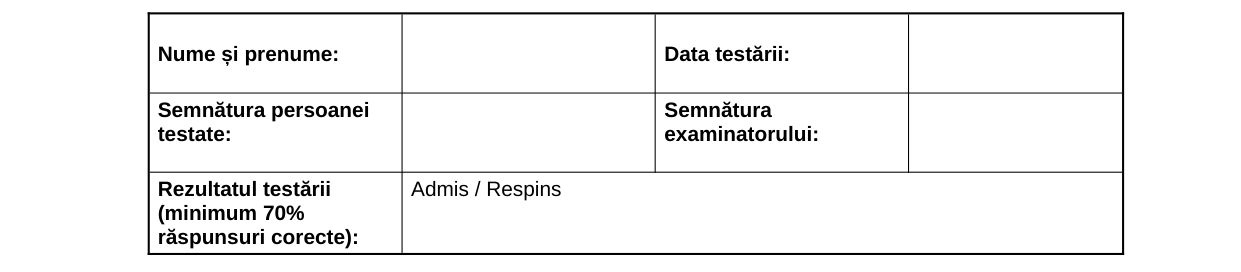 Nume și prenume:
Data testării:
Semnătura persoanei
testate:
Semnătura
examinatorului:
Rezultatul testării
(minimum 70%
răspunsuri corecte):
Admis / Respins